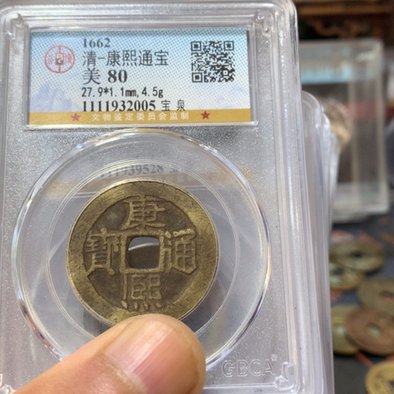 1662
清-康熙通宝
美 80
27.9*1.1mm, 4.5g
1111932005 宝 泉
★ 文物鉴定委员会监制 ★
康熙通寶
GBCA